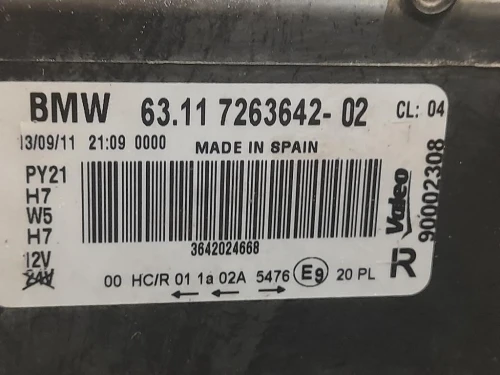 BMW 63.11 7263642-02 CL: 04
13/09/11 21:09 0000 MADE IN SPAIN
PY21
H7
W5
H7
12V
24V
3642024668
Valeo
90002308
R
00 HC/R 01 1a 02A 5476 E9 20 PL